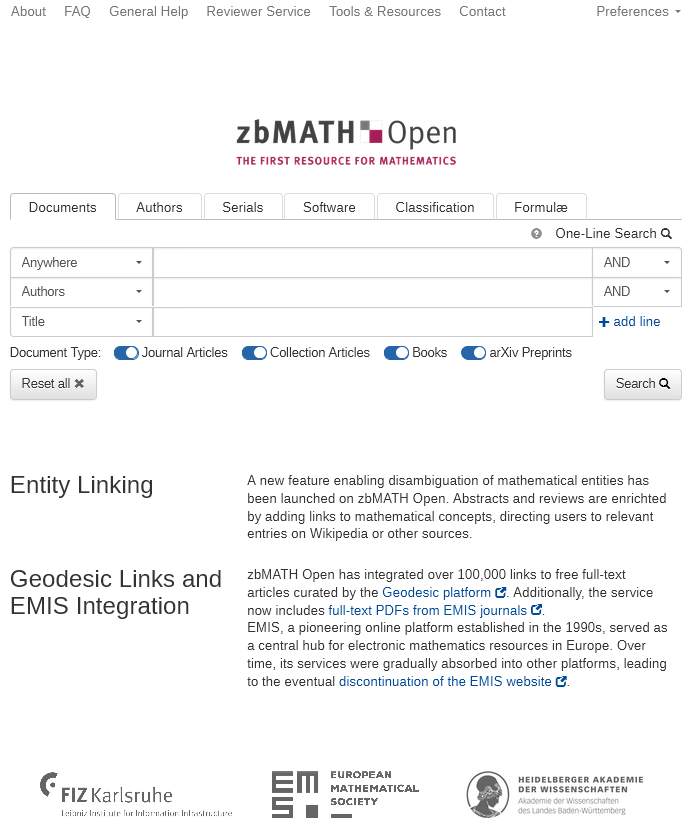 About FAQ General Help Reviewer Service Tools & Resources Contact Preferences
zbMATH Open
THE FIRST RESOURCE FOR MATHEMATICS
Documents Authors Serials Software Classification Formulæ
One-Line Search
Anywhere AND
Authors AND
Title add line
Document Type: Journal Articles Collection Articles Books arXiv Preprints
Reset all Search
Entity Linking
A new feature enabling disambiguation of mathematical entities has
been launched on zbMATH Open. Abstracts and reviews are enriched
by adding links to mathematical concepts, directing users to relevant
entries on Wikipedia or other sources.
Geodesic Links and
EMIS Integration
zbMATH Open has integrated over 100,000 links to free full-text
articles curated by the Geodesic platform. Additionally, the service
now includes full-text PDFs from EMIS journals.
EMIS, a pioneering online platform established in the 1990s, served as
a central hub for electronic mathematics resources in Europe. Over
time, its services were gradually absorbed into other platforms, leading
to the eventual discontinuation of the EMIS website.
FIZ Karlsruhe
Leibniz Institute for Information Infrastructure
EMS
EUROPEAN
MATHEMATICAL
SOCIETY
HEIDELBERGER AKADEMIE
DER WISSENSCHAFTEN
Akademie der Wissenschaften
des Landes Baden-Württemberg